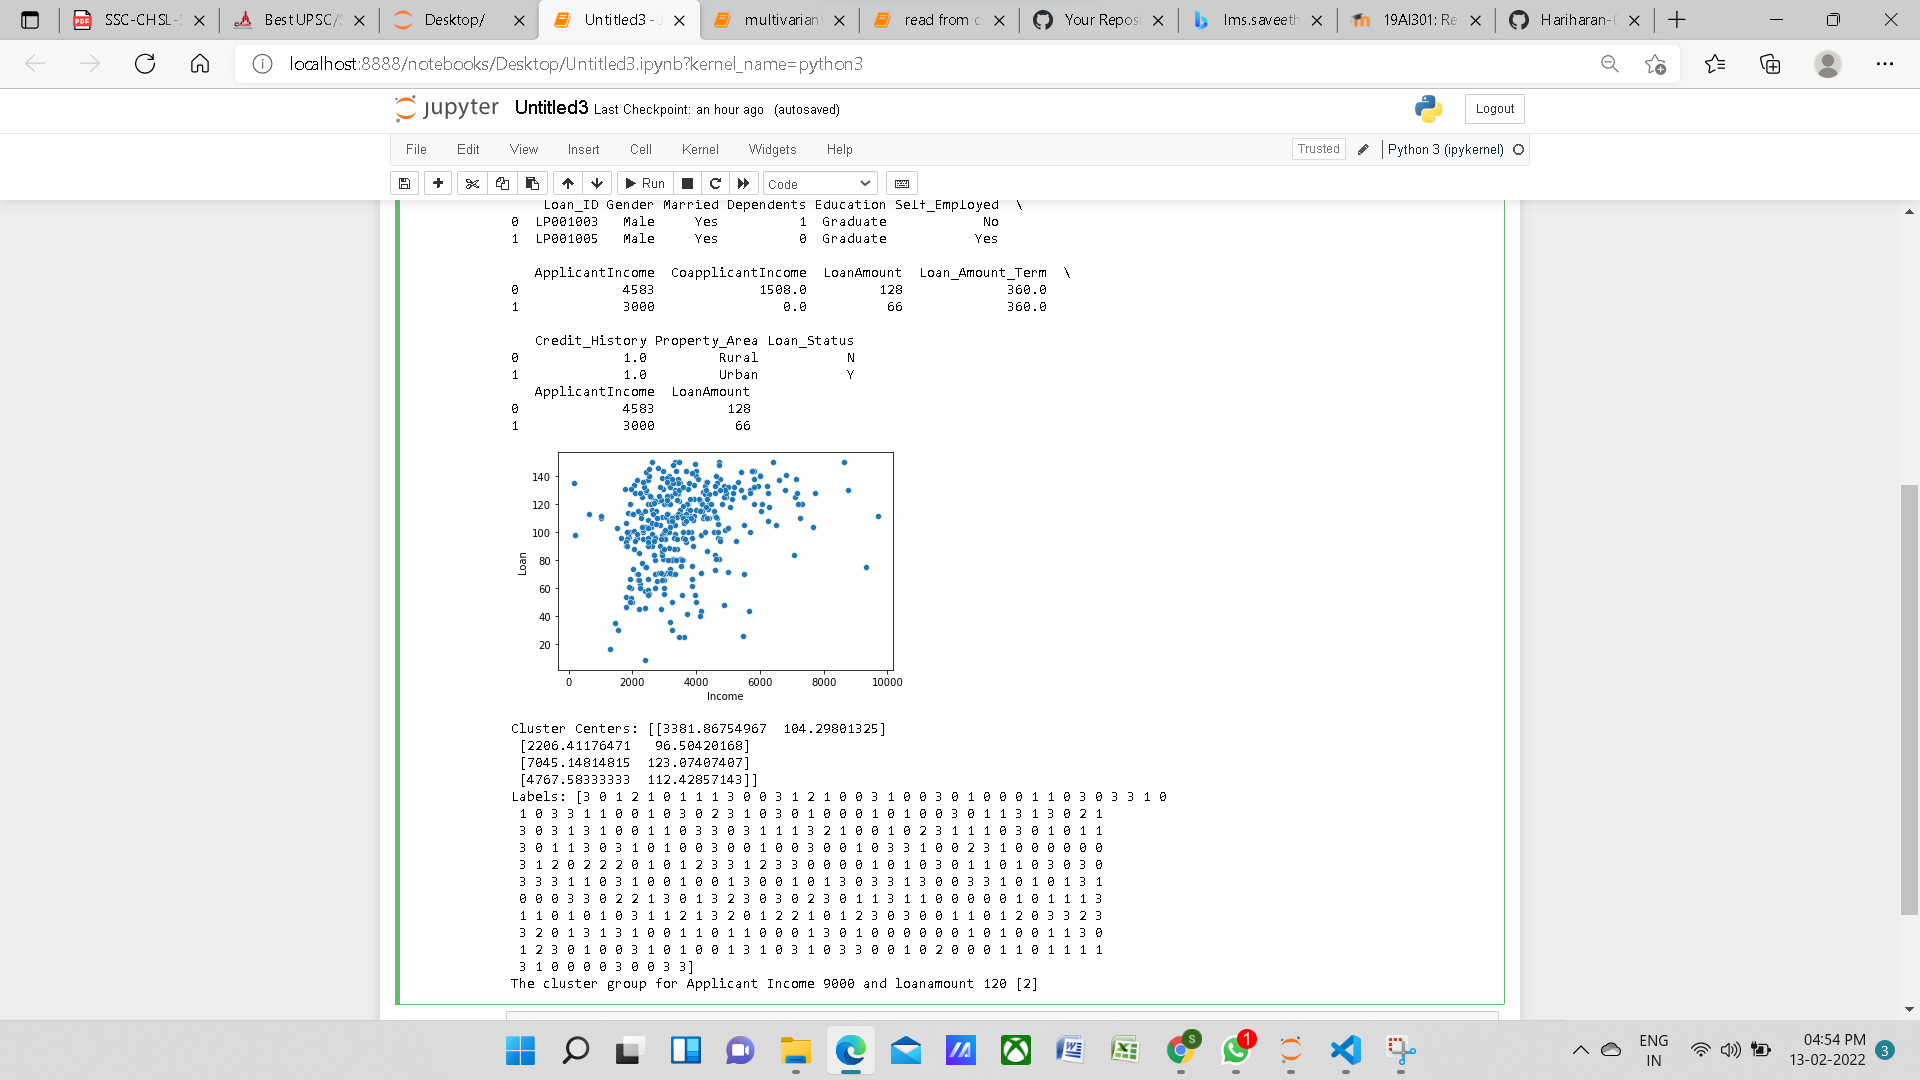 SSC-CHSL-
Best UPSC/
Desktop/
Untitled3 - J
multivarian
read from c
Your Repos
lms.saveeth
19AI301: Re
Hariharan-
localhost:8888/notebooks/Desktop/Untitled3.ipynb?kernel_name=python3
jupyter Untitled3 Last Checkpoint: an hour ago (autosaved)
Logout
File Edit View Insert Cell Kernel Widgets Help
Trusted
Python 3 (ipykernel)
Run
Code
Loan_ID Gender Married Dependents Education Self_Employed \
0 LP001003 Male Yes 1 Graduate No
1 LP001005 Male Yes 0 Graduate Yes
ApplicantIncome CoapplicantIncome LoanAmount Loan_Amount_Term \
0 4583 1508.0 128 360.0
1 3000 0.0 66 360.0
Credit_History Property_Area Loan_Status
0 1.0 Rural N
1 1.0 Urban Y
ApplicantIncome LoanAmount
0 4583 128
1 3000 66
140
120
100
80
60
40
20
Loan
0 2000 4000 6000 8000 10000
Income
Cluster Centers: [[3381.86754967 104.29801325]
[2206.41176471 96.50420168]
[7045.14814815 123.07407407]
[4767.58333333 112.42857143]]
Labels: [3 0 1 2 1 0 1 1 1 3 0 0 3 1 2 1 0 0 3 1 0 0 3 0 1 0 0 0 1 1 0 3 0 3 3 1 0
1 0 3 3 1 1 0 0 1 0 3 0 2 3 1 0 3 0 1 0 0 0 1 0 1 0 0 3 0 1 1 3 1 3 0 2 1
3 0 3 1 3 1 0 0 1 1 0 3 3 0 3 1 1 1 3 2 1 0 0 1 0 2 3 1 1 1 0 3 0 1 0 1 1
3 0 1 1 3 0 3 1 0 1 0 0 3 0 0 1 0 0 3 0 0 1 0 3 3 1 0 0 2 3 1 0 0 0 0 0 0
3 1 2 0 2 2 2 0 1 0 1 2 3 3 1 2 3 3 0 0 0 0 1 0 1 0 3 0 1 1 0 1 0 3 0 3 0
3 3 3 1 1 0 3 1 0 0 1 0 0 1 3 0 0 1 0 1 3 0 3 3 1 3 0 0 3 3 1 0 1 0 1 3 1
0 0 0 3 3 0 2 2 1 3 0 1 3 2 3 0 3 0 2 3 0 1 1 3 1 1 0 0 0 0 0 1 0 1 1 1 3
1 1 0 1 0 1 0 3 1 1 2 1 3 2 0 1 2 2 1 0 1 2 3 0 3 0 0 1 1 0 1 2 0 3 3 2 3
3 2 0 1 3 1 3 1 0 0 1 1 0 1 1 0 0 0 1 3 0 1 0 0 0 0 0 0 1 0 1 0 0 1 1 3 0
1 2 3 0 1 0 0 3 1 0 1 0 0 1 3 1 0 3 1 0 3 3 0 0 1 0 2 0 0 0 1 1 0 1 1 1 1
3 1 0 0 0 0 3 0 0 3 3]
The cluster group for Applicant Income 9000 and loanamount 120 [2]
ENG
IN
04:54 PM
13-02-2022
3